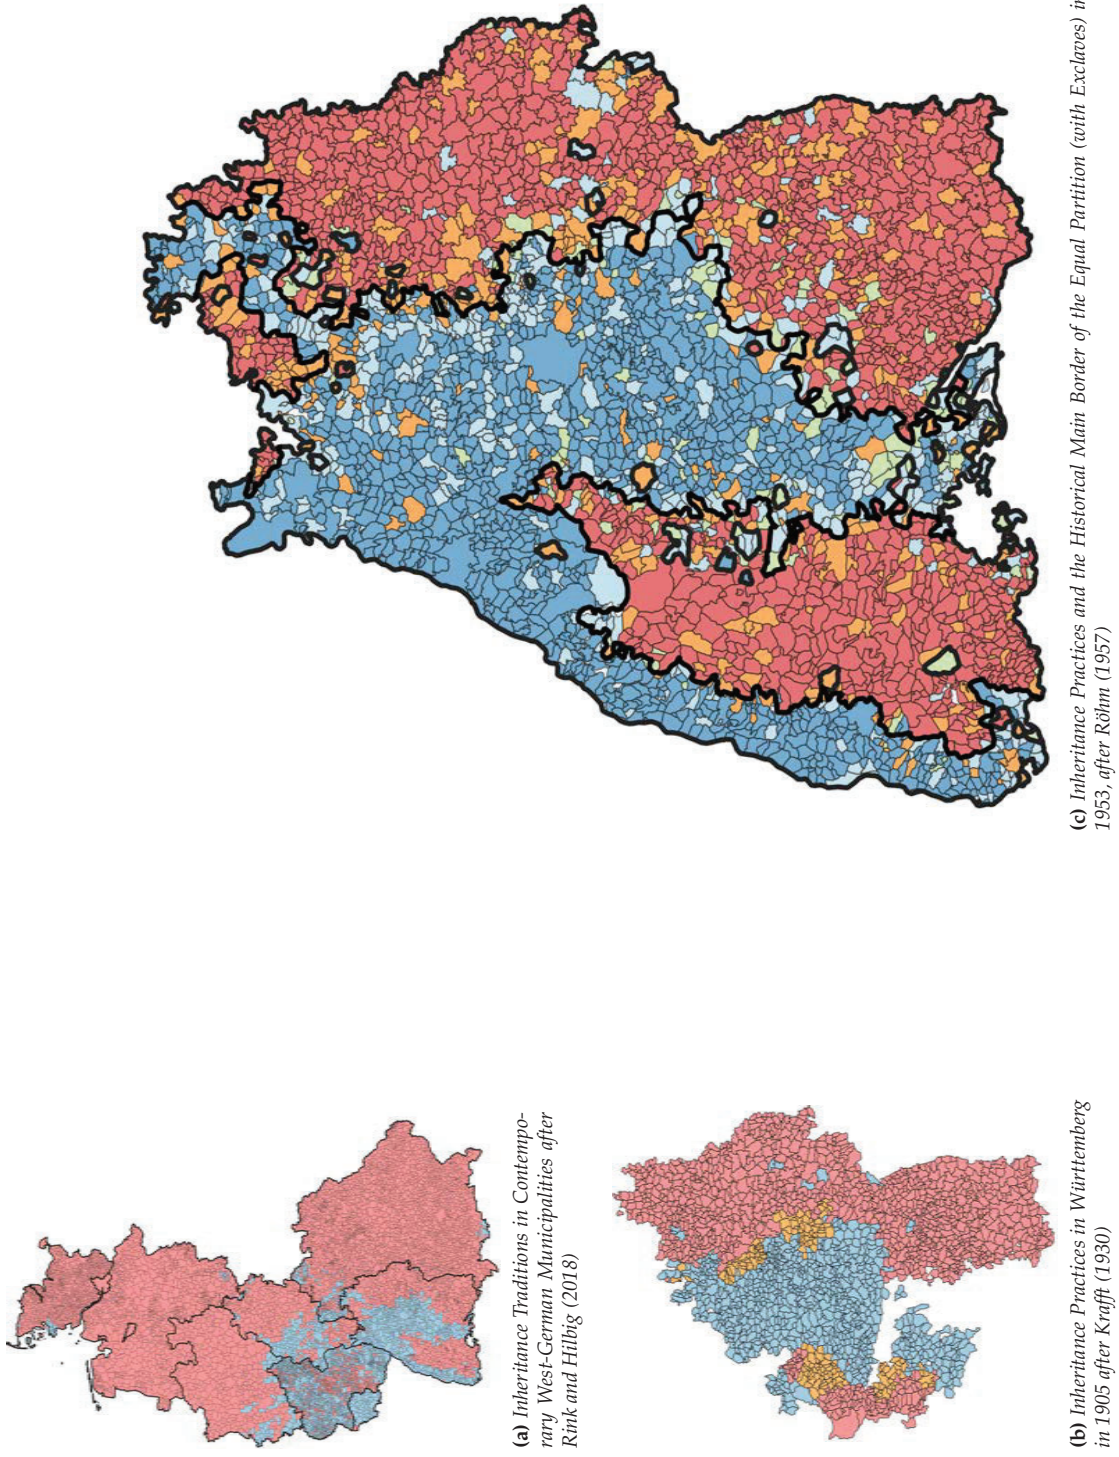 (a) Inheritance Traditions in Contempo-
rary West-German Municipalities after
Rink and Hilbig (2018)
(b) Inheritance Practices in Württemberg
in 1905 after Krafft (1930)
(c) Inheritance Practices and the Historical Main Border of the Equal Partition (with Exclaves) in
1953, after Röhm (1957)